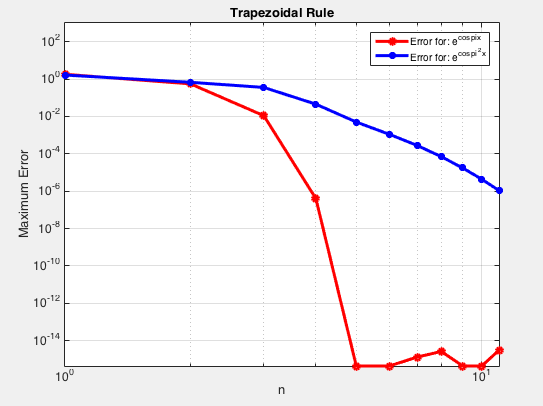 Trapezoidal Rule
10^2
10^0
10^-2
10^-4
10^-6
10^-8
10^-10
10^-12
10^-14
Maximum Error
Error for: e^cospix
Error for: e^cospi^2x
10^0
10^1
n